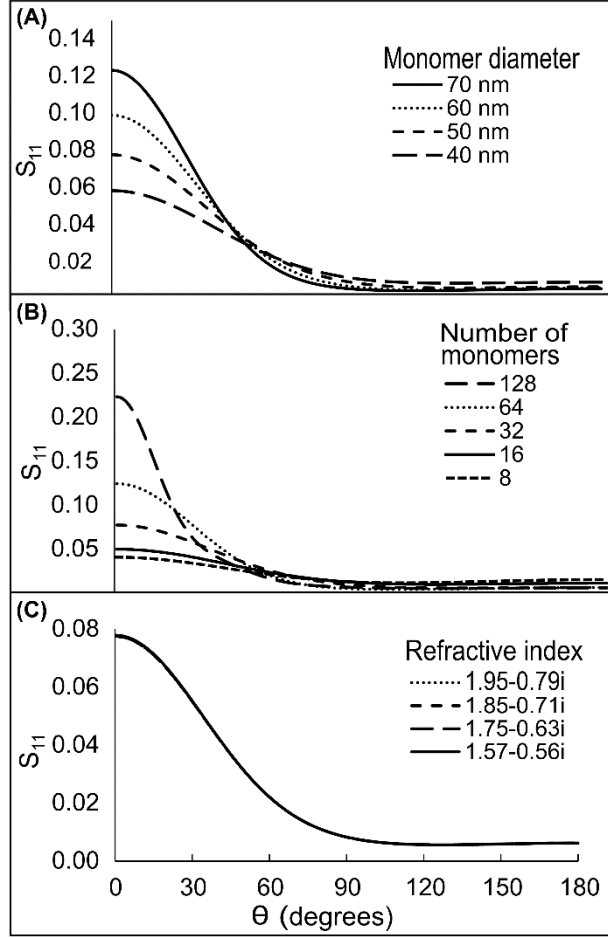 (A)
0.14
0.12
0.10
0.08
0.06
0.04
0.02
S11
Monomer diameter
70 nm
60 nm
50 nm
40 nm
(B)
0.30
0.25
0.20
0.15
0.10
0.05
S11
Number of
monomers
128
64
32
16
8
(C)
0.08
0.06
0.04
0.02
0.00
S11
Refractive index
1.95-0.79i
1.85-0.71i
1.75-0.63i
1.57-0.56i
0 30 60 90 120 150 180
Θ (degrees)